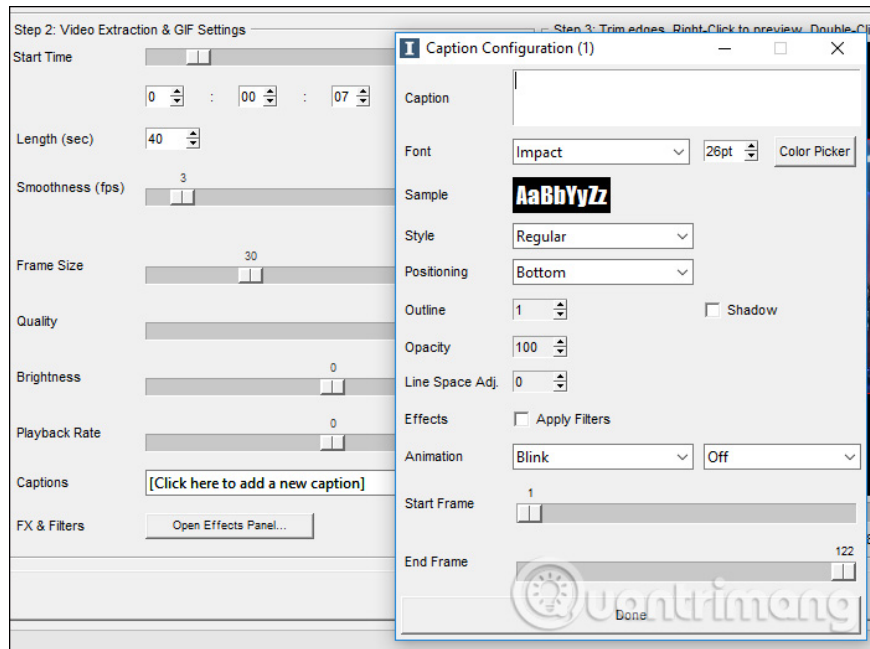 Step 2: Video Extraction & GIF Settings
Start Time
0 : 00 : 07
Length (sec)
40
Smoothness (fps)
3
Frame Size
30
Quality
Brightness
0
Playback Rate
0
Captions
[Click here to add a new caption]
FX & Filters
Open Effects Panel...
Step 3: Trim edges. Right-Click to preview. Double-Cli
Caption Configuration (1)
Caption
Font
Impact
26pt
Color Picker
Sample
AaBbYyZz
Style
Regular
Positioning
Bottom
Outline
1
Shadow
Opacity
100
Line Space Adj.
0
Effects
Apply Filters
Animation
Blink
Off
Start Frame
1
End Frame
122
Done
Quantrimang